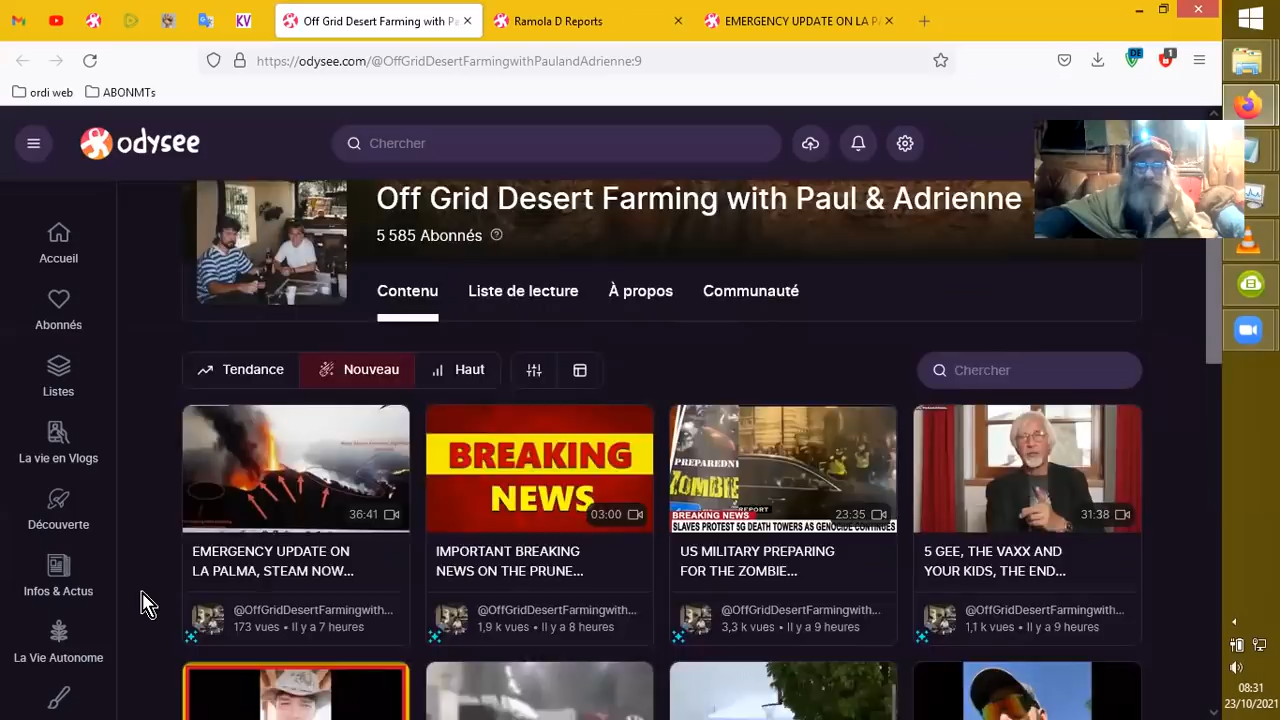 KV
Off Grid Desert Farming with Pa
Ramola D Reports
EMERGENCY UPDATE ON LA PA
https://odysee.com/@OffGridDesertFarmingwithPaulandAdrienne:9
DE
1
ordi web
ABONMTs
odysee
Chercher
Off Grid Desert Farming with Paul & Adrienne
5 585 Abonnés
Contenu
Liste de lecture
À propos
Communauté
Accueil
Abonnés
Listes
La vie en Vlogs
Découverte
Infos & Actus
La Vie Autonome
Tendance
Nouveau
Haut
Chercher
36:41
EMERGENCY UPDATE ON
LA PALMA, STEAM NOW...
@OffGridDesertFarmingwith...
173 vues • Il y a 7 heures
BREAKING
NEWS
03:00
IMPORTANT BREAKING
NEWS ON THE PRUNE...
@OffGridDesertFarmingwith...
1,9 k vues • Il y a 8 heures
PREPAREDN
ZOMBIE
REPORT
23:35
BREAKING NEWS
SLAVES PROTEST 5G DEATH TOWERS AS GENOCIDE CONTINUES
US MILITARY PREPARING
FOR THE ZOMBIE...
@OffGridDesertFarmingwith...
3,3 k vues • Il y a 9 heures
31:38
5 GEE, THE VAXX AND
YOUR KIDS, THE END...
@OffGridDesertFarmingwith...
1,1 k vues • Il y a 9 heures
08:31
23/10/2021